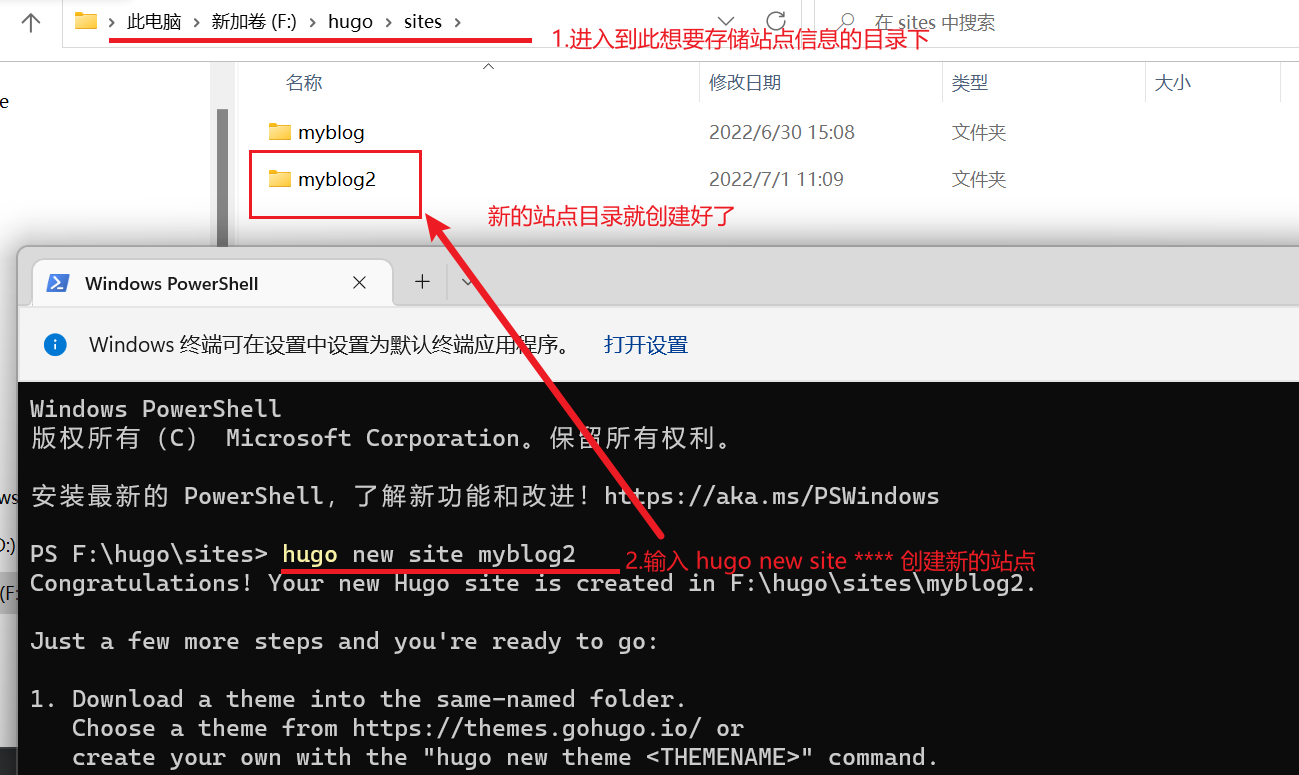 此电脑 › 新加卷 (F:) › hugo › sites ›
在 sites 中搜索
1.进入到此想要存储站点信息的目录下
名称 修改日期 类型 大小
e
myblog 2022/6/30 15:08 文件夹
myblog2 2022/7/1 11:09 文件夹
新的站点目录就创建好了
Windows PowerShell
Windows 终端可在设置中设置为默认终端应用程序。 打开设置
Windows PowerShell
版权所有 (C) Microsoft Corporation。保留所有权利。
ws
安装最新的 PowerShell，了解新功能和改进！https://aka.ms/PSWindows
D:)
PS F:\hugo\sites> hugo new site myblog2
2.输入 hugo new site **** 创建新的站点
(F:
Congratulations! Your new Hugo site is created in F:\hugo\sites\myblog2.
Just a few more steps and you're ready to go:
1. Download a theme into the same-named folder.
Choose a theme from https://themes.gohugo.io/ or
create your own with the "hugo new theme <THEMENAME>" command.